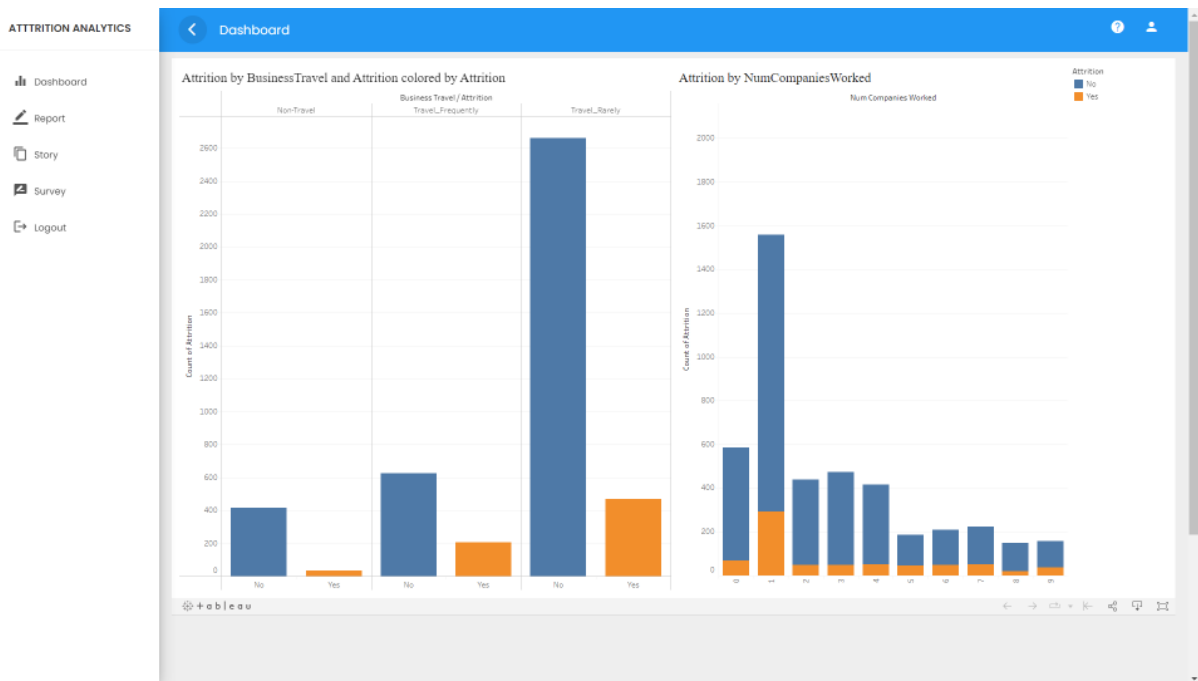 ATTTRITION ANALYTICS
Dashboard
Report
Story
Survey
Logout
Dashboard
Attrition by BusinessTravel and Attrition colored by Attrition
Business Travel / Attrition
Non-Travel Travel_Frequently Travel_Rarely
Count of Attrition
2600
2400
2200
2000
1800
1600
1400
1200
1000
800
600
400
200
0
No Yes No Yes No Yes
Attrition by NumCompaniesWorked
Num Companies Worked
Count of Attrition
2000
1800
1600
1400
1200
1000
800
600
400
200
0
0 1 2 3 4 5 6 7 8 9
Attrition
No
Yes
+ableau